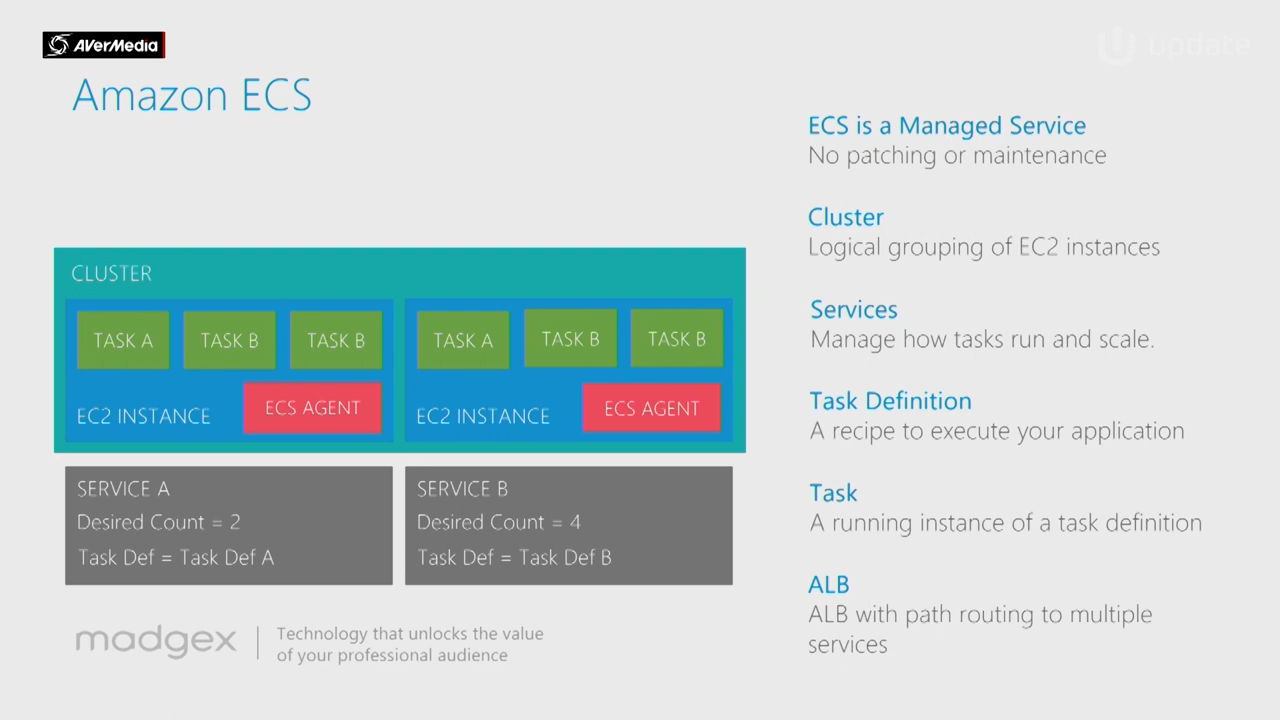 AVerMedia
update
Amazon ECS
CLUSTER
TASK A
TASK B
TASK B
EC2 INSTANCE
ECS AGENT
TASK A
TASK B
TASK B
EC2 INSTANCE
ECS AGENT
SERVICE A
Desired Count = 2
Task Def = Task Def A
SERVICE B
Desired Count = 4
Task Def = Task Def B
madgex
Technology that unlocks the value
of your professional audience
ECS is a Managed Service
No patching or maintenance
Cluster
Logical grouping of EC2 instances
Services
Manage how tasks run and scale.
Task Definition
A recipe to execute your application
Task
A running instance of a task definition
ALB
ALB with path routing to multiple
services